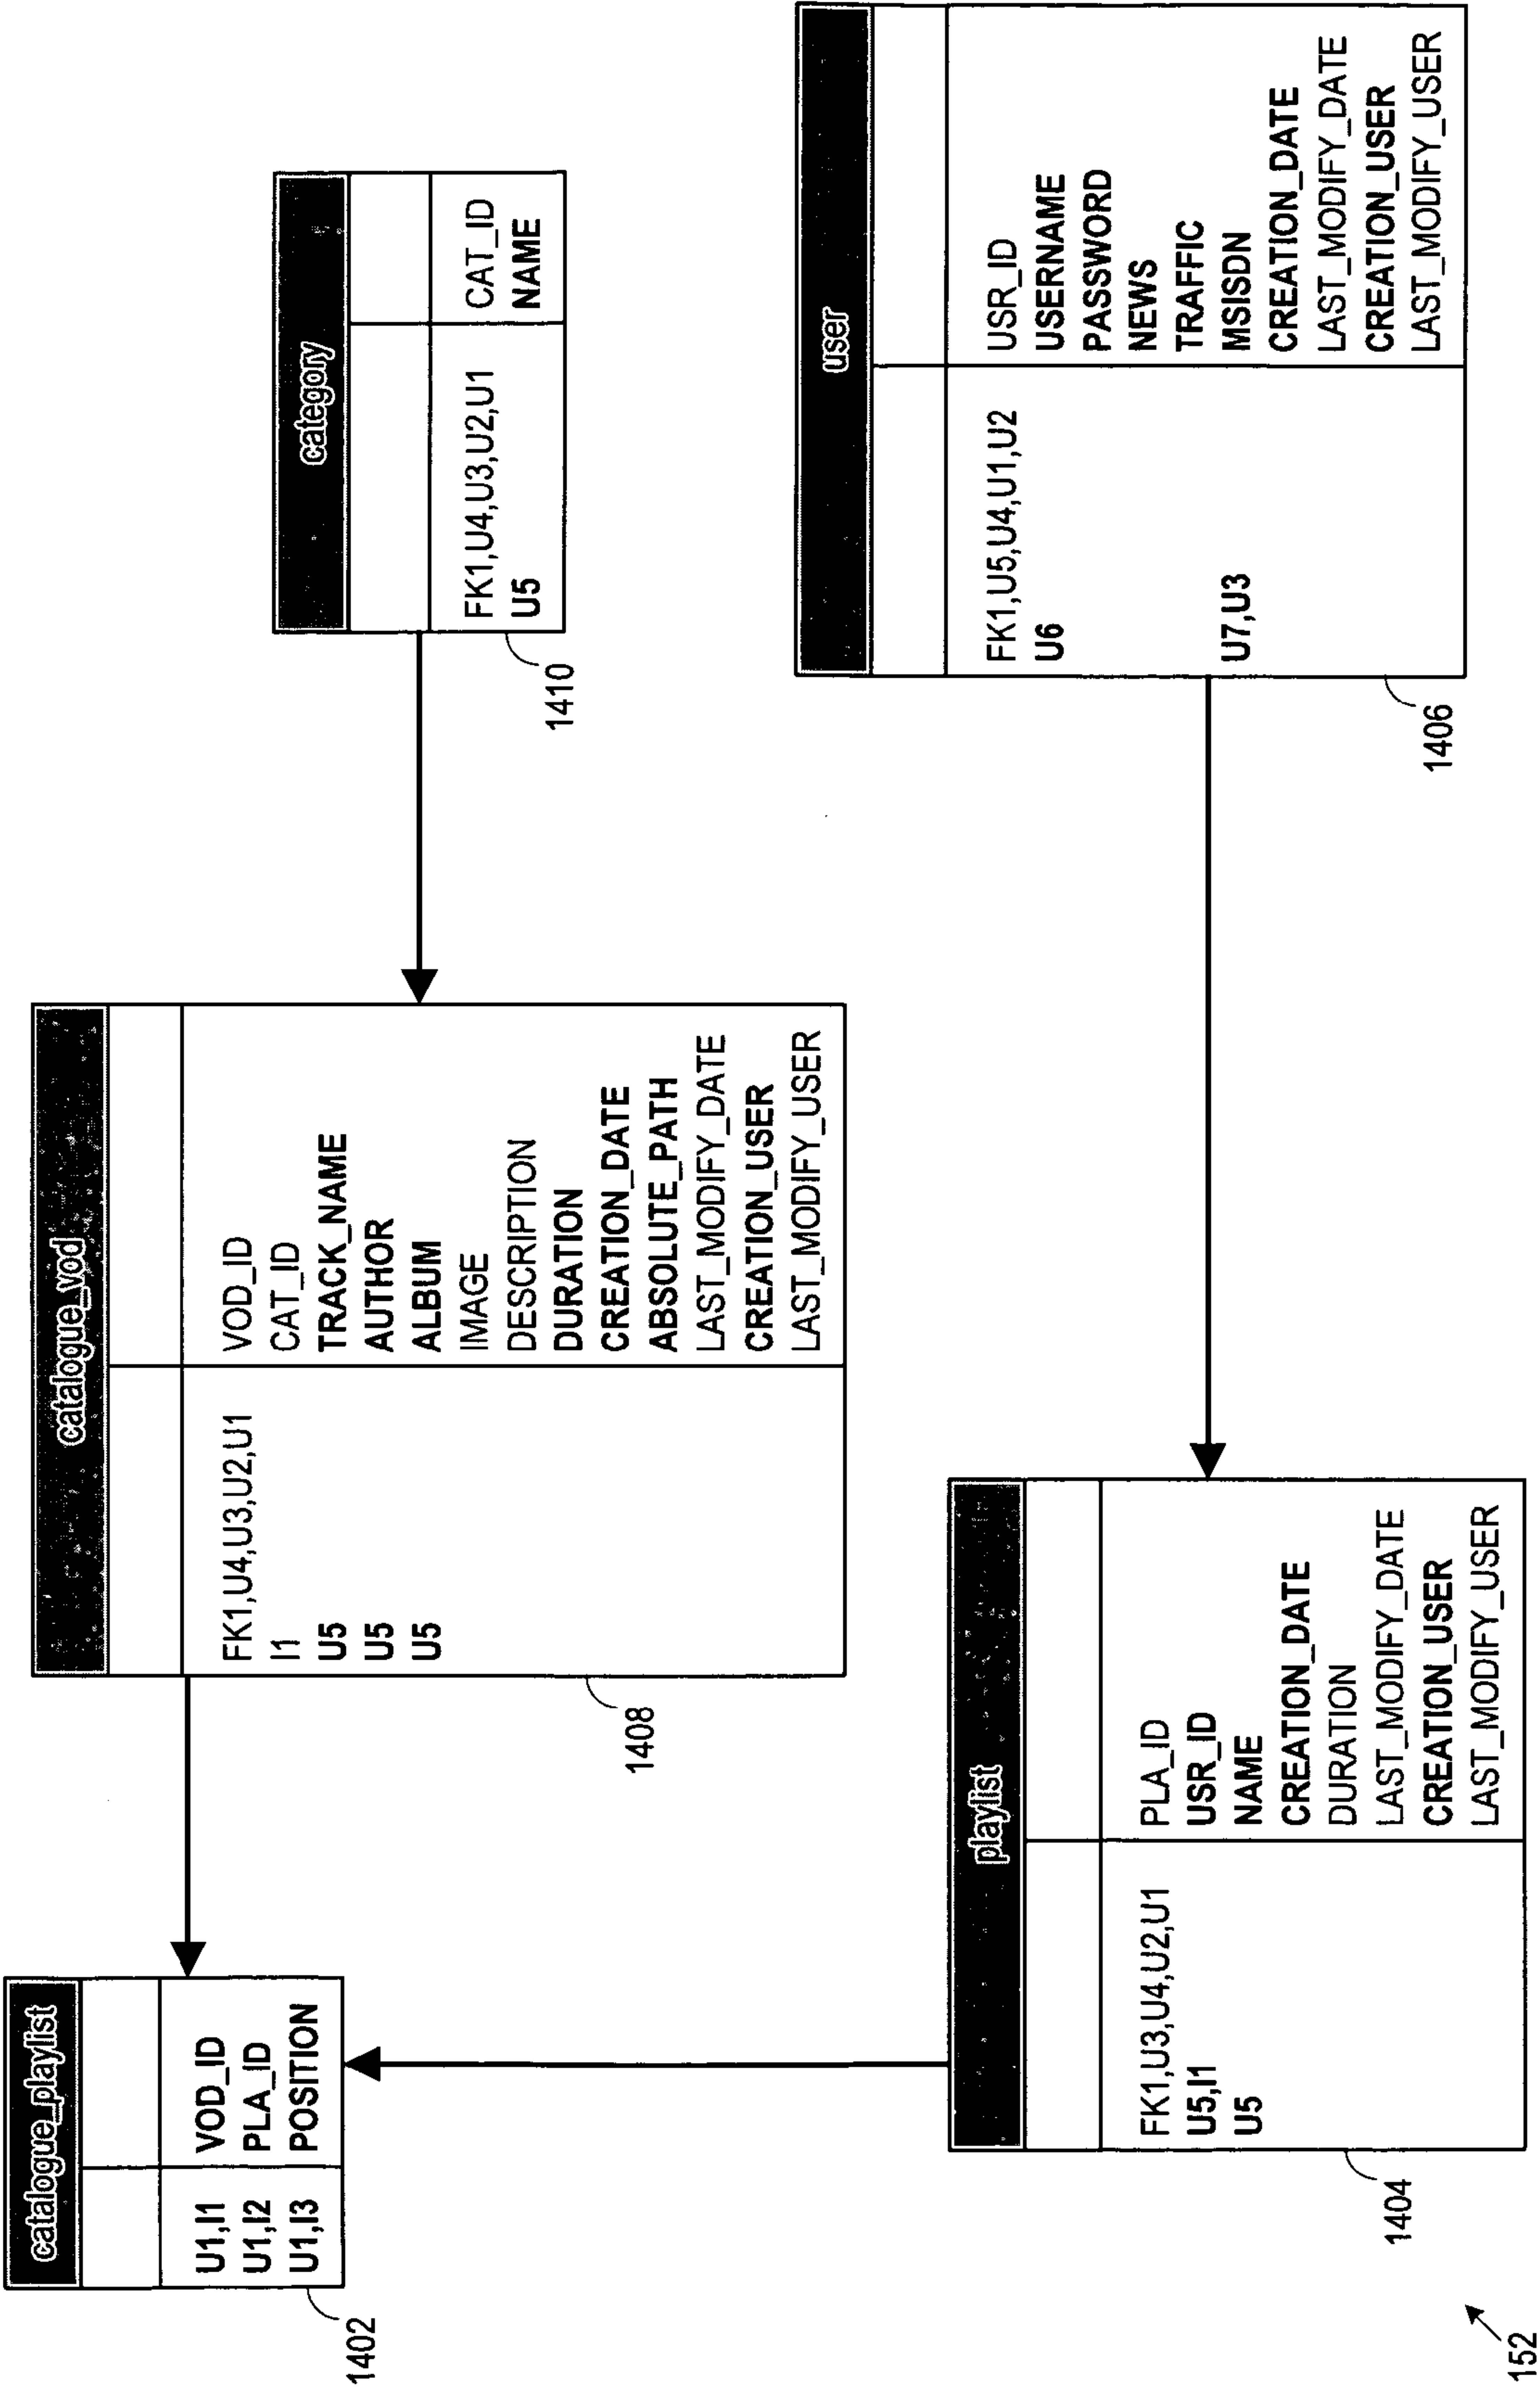 catalogue_playlist
U1,I1 VOD_ID
U1,I2 PLA_ID
U1,I3 POSITION
1402
catalogue_vod
FK1,U4,U3,U2,U1 VOD_ID
I1 CAT_ID
U5 TRACK_NAME
U5 AUTHOR
U5 ALBUM
IMAGE
DESCRIPTION
DURATION
CREATION_DATE
ABSOLUTE_PATH
LAST_MODIFY_DATE
CREATION_USER
LAST_MODIFY_USER
1408
category
FK1,U4,U3,U2,U1 CAT_ID
U5 NAME
1410
playlist
FK1,U3,U4,U2,U1 PLA_ID
U5,I1 USR_ID
U5 NAME
CREATION_DATE
DURATION
LAST_MODIFY_DATE
CREATION_USER
LAST_MODIFY_USER
1404
user
FK1,U5,U4,U1,U2 USR_ID
U6 USERNAME
PASSWORD
NEWS
TRAFFIC
U7,U3 MSISDN
CREATION_DATE
LAST_MODIFY_DATE
CREATION_USER
LAST_MODIFY_USER
1406
152